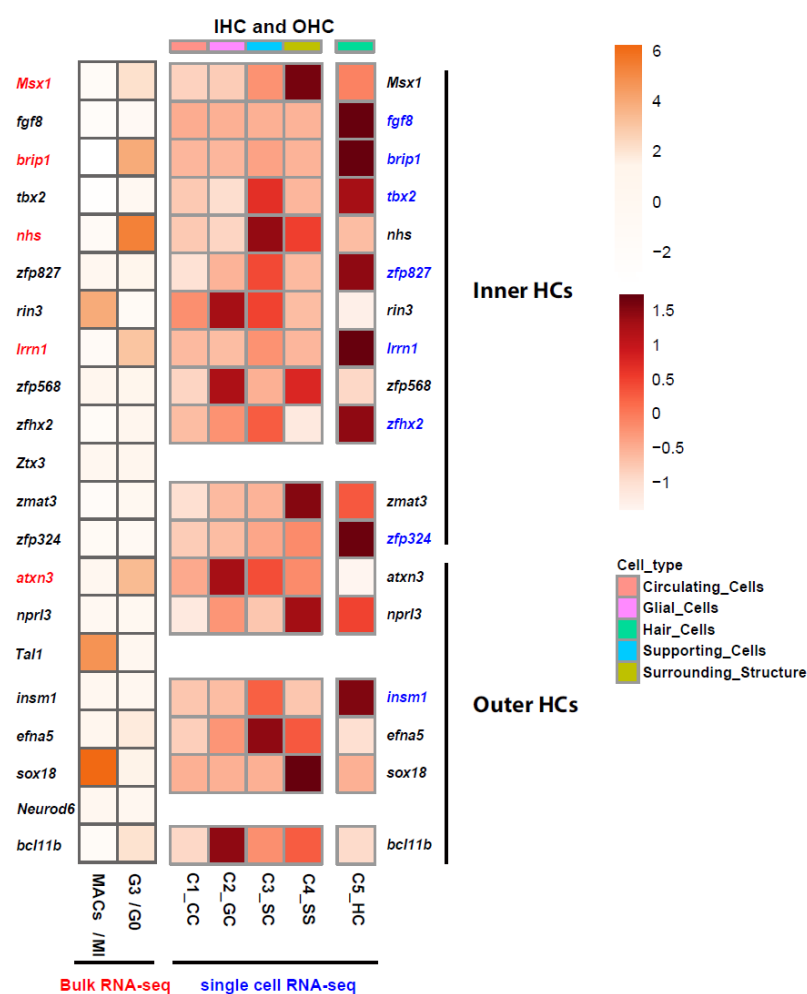 IHC and OHC
Msx1 Msx1
fgf8 fgf8
brip1 brip1
tbx2 tbx2
nhs nhs
zfp827 zfp827
rin3 rin3
lrrn1 lrrn1
zfp568 zfp568
zfhx2 zfhx2
Ztx3
zmat3 zmat3
zfp324 zfp324
atxn3 atxn3
nprl3 nprl3
Tal1
insm1 insm1
efna5 efna5
sox18 sox18
Neurod6
bcl11b bcl11b
MACs /MI
G3 /G0
C1_CC
C2_GC
C3_SC
C4_SS
C5_HC
Bulk RNA-seq
single cell RNA-seq
Inner HCs
Outer HCs
6
4
2
0
−2
1.5
1
0.5
0
−0.5
−1
Cell_type
Circulating_Cells
Glial_Cells
Hair_Cells
Supporting_Cells
Surrounding_Structure